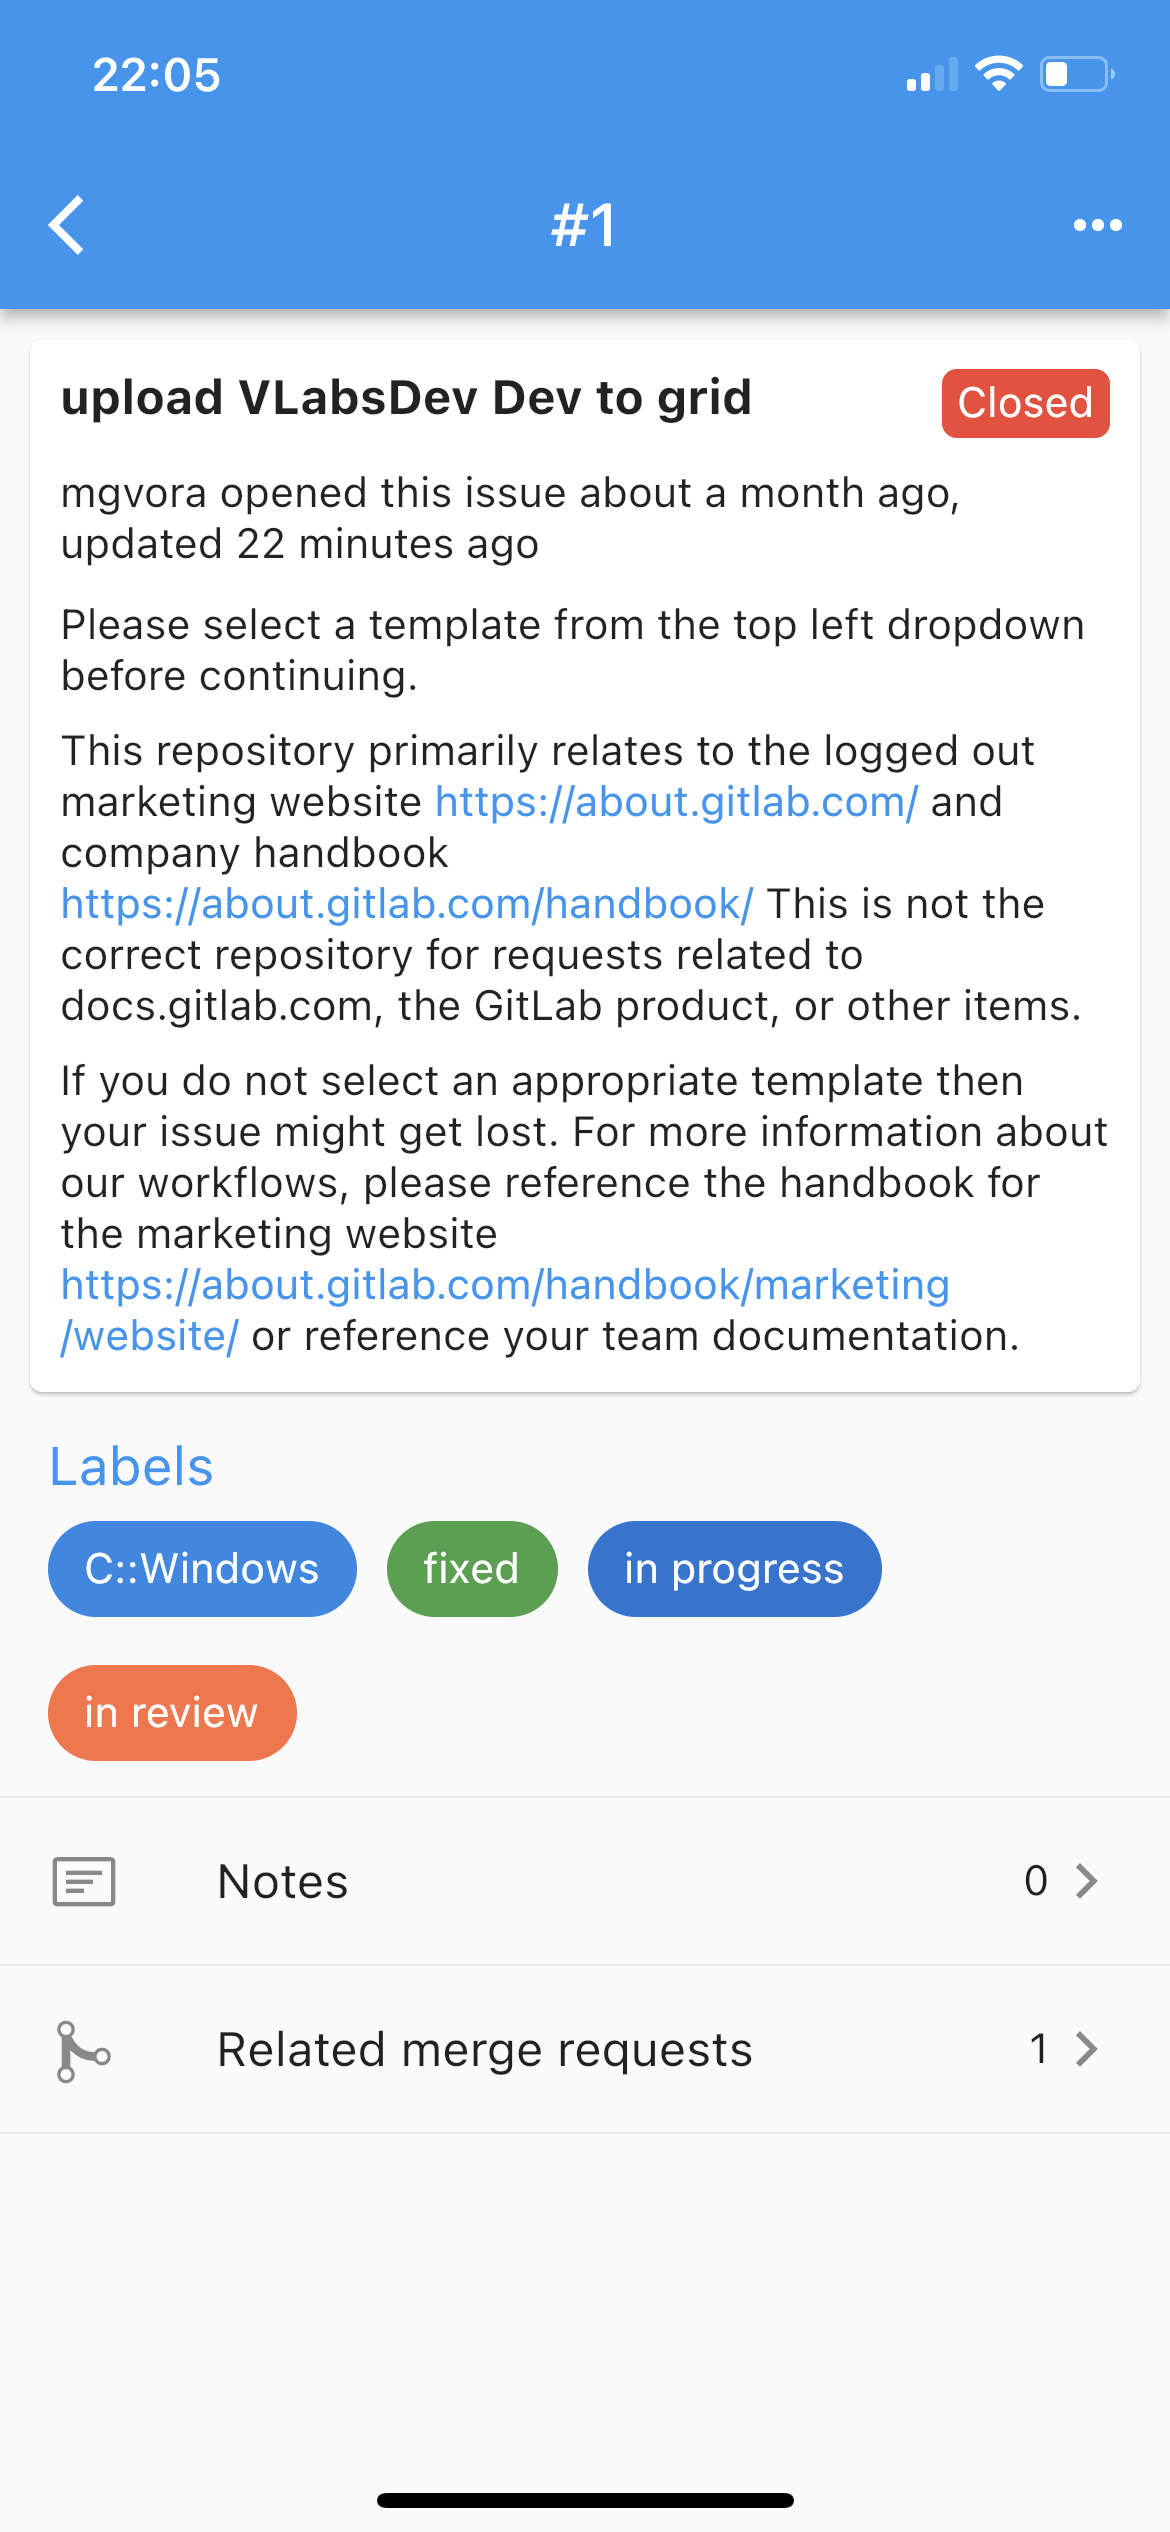 22:05
#1
upload VLabsDev Dev to grid
Closed
mgvora opened this issue about a month ago,
updated 22 minutes ago
Please select a template from the top left dropdown
before continuing.
This repository primarily relates to the logged out
marketing website https://about.gitlab.com/ and
company handbook
https://about.gitlab.com/handbook/ This is not the
correct repository for requests related to
docs.gitlab.com, the GitLab product, or other items.
If you do not select an appropriate template then
your issue might get lost. For more information about
our workflows, please reference the handbook for
the marketing website
https://about.gitlab.com/handbook/marketing
/website/ or reference your team documentation.
Labels
C::Windows
fixed
in progress
in review
Notes
0
Related merge requests
1